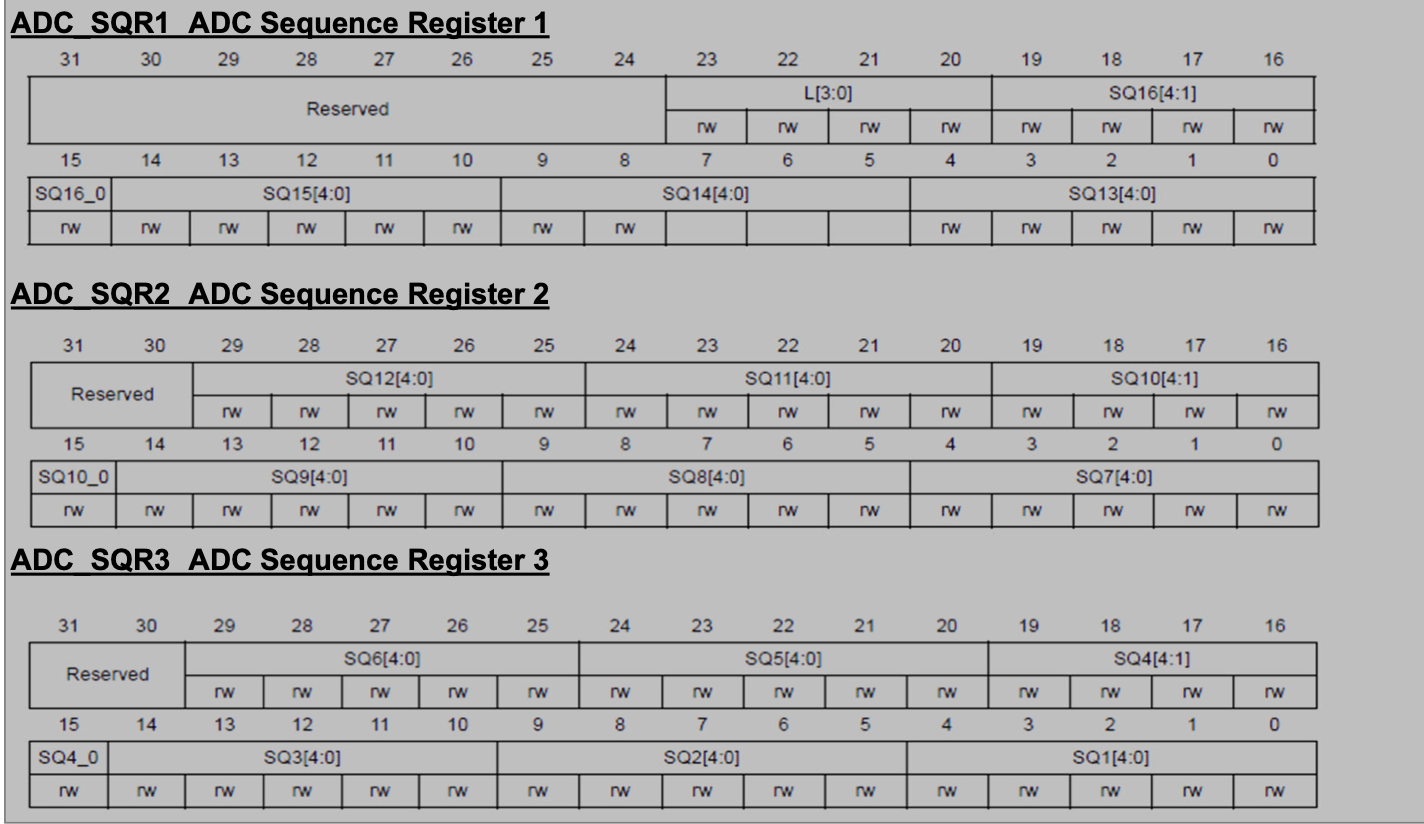 ADC_SQR1 ADC Sequence Register 1
31 30 29 28 27 26 25 24 23 22 21 20 19 18 17 16
Reserved L[3:0] SQ16[4:1]
rw rw rw rw rw rw rw rw
15 14 13 12 11 10 9 8 7 6 5 4 3 2 1 0
SQ16_0 SQ15[4:0] SQ14[4:0] SQ13[4:0]
rw rw rw rw rw rw rw rw rw rw rw rw rw
ADC_SQR2 ADC Sequence Register 2
31 30 29 28 27 26 25 24 23 22 21 20 19 18 17 16
Reserved SQ12[4:0] SQ11[4:0] SQ10[4:1]
rw rw rw rw rw rw rw rw rw rw rw rw rw rw
15 14 13 12 11 10 9 8 7 6 5 4 3 2 1 0
SQ10_0 SQ9[4:0] SQ8[4:0] SQ7[4:0]
rw rw rw rw rw rw rw rw rw rw rw rw rw rw rw rw
ADC_SQR3 ADC Sequence Register 3
31 30 29 28 27 26 25 24 23 22 21 20 19 18 17 16
Reserved SQ6[4:0] SQ5[4:0] SQ4[4:1]
rw rw rw rw rw rw rw rw rw rw rw rw rw rw
15 14 13 12 11 10 9 8 7 6 5 4 3 2 1 0
SQ4_0 SQ3[4:0] SQ2[4:0] SQ1[4:0]
rw rw rw rw rw rw rw rw rw rw rw rw rw rw rw rw